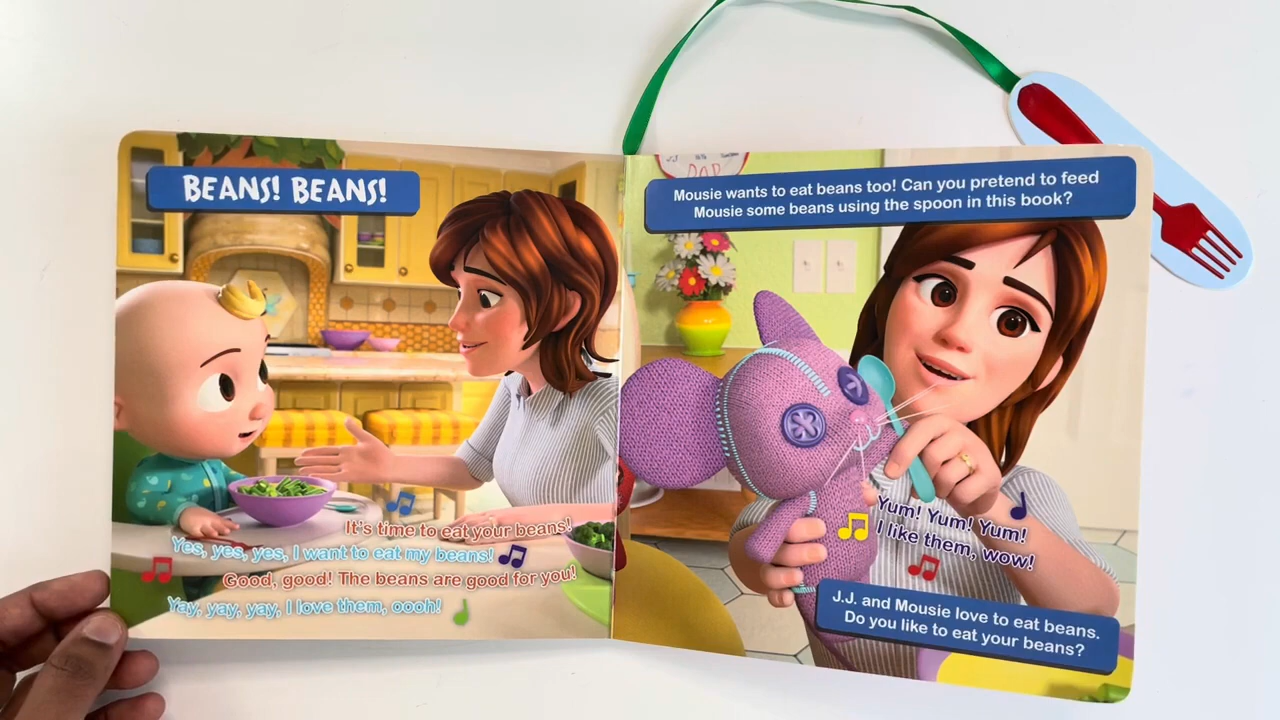 BEANS! BEANS!
It's time to eat your beans!
Yes, yes, yes, I want to eat my beans!
Good, good! The beans are good for you!
Yay, yay, yay, I love them, oooh!
Mousie wants to eat beans too! Can you pretend to feed
Mousie some beans using the spoon in this book?
Yum! Yum! Yum!
I like them, wow!
J.J. and Mousie love to eat beans.
Do you like to eat your beans?